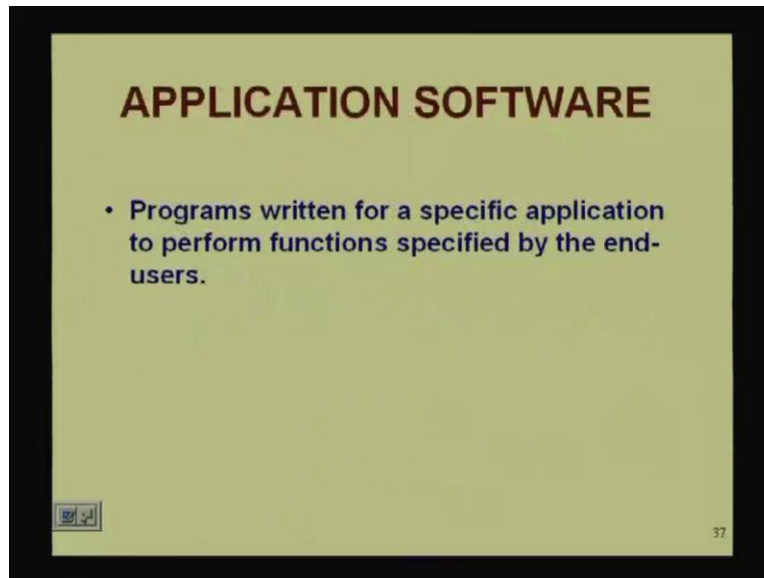 APPLICATION SOFTWARE
• Programs written for a specific application
to perform functions specified by the end-
users.
37